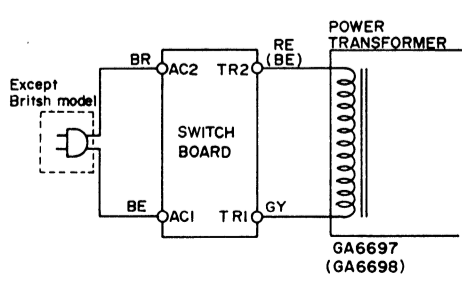 POWER
TRANSFORMER
RE
(BE)
BR
AC2
TR2
Except
Britsh model
SWITCH
BOARD
BE
AC1
TR1
GY
GA6697
(GA6698)